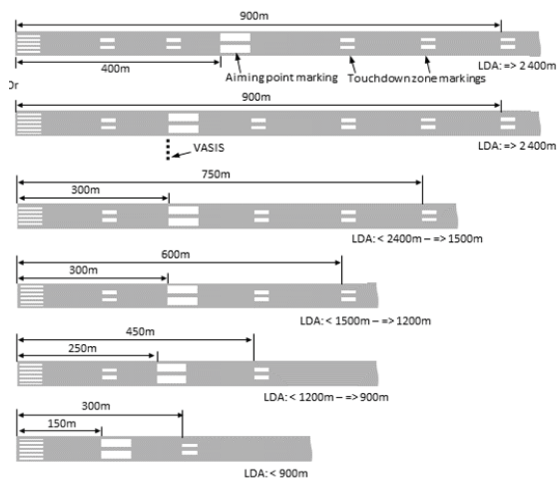 900m
400m
Aiming point marking
Touchdown zone markings
LDA: => 2 400m
Or
900m
VASIS
LDA: => 2 400m
750m
300m
LDA: < 2400m – => 1500m
600m
300m
LDA: < 1500m – => 1200m
450m
250m
LDA: < 1200m – => 900m
300m
150m
LDA: < 900m